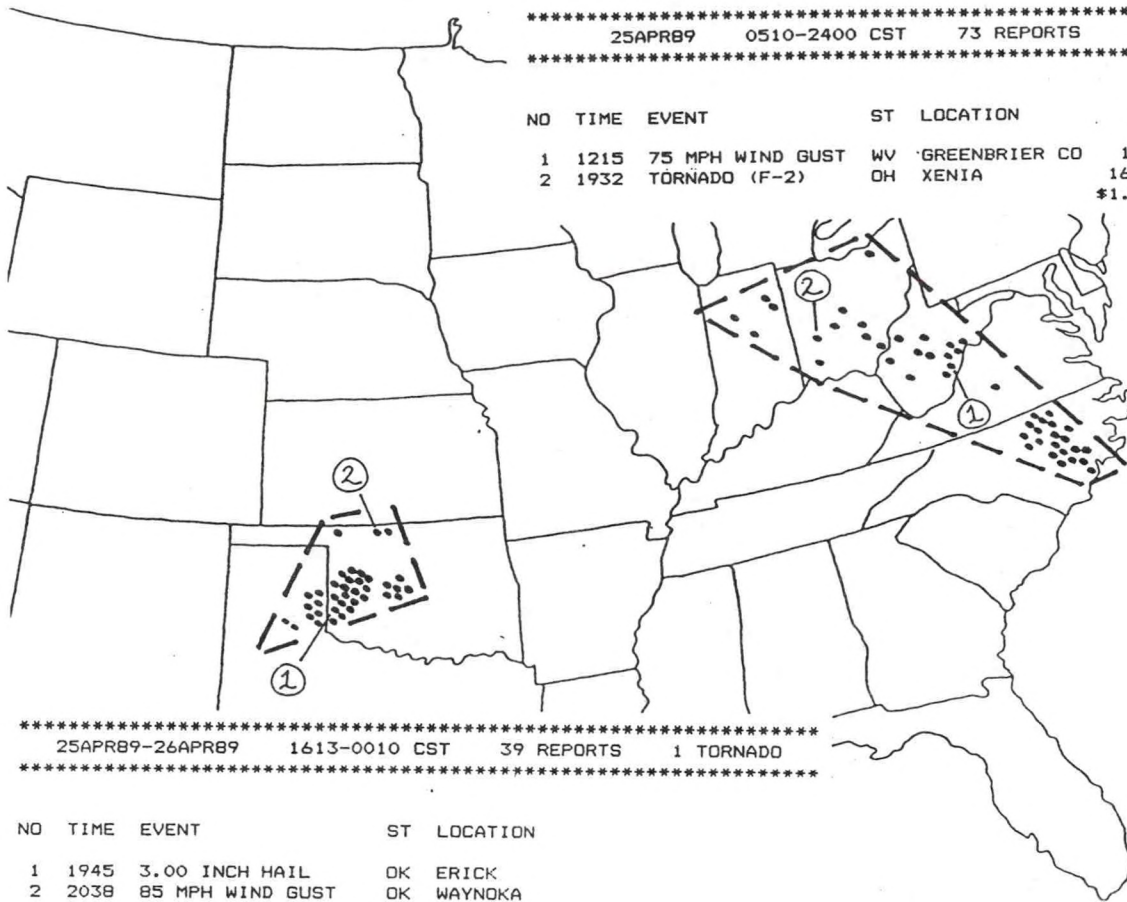 ****************************************************
25APR89 0510-2400 CST 73 REPORTS
****************************************************
NO TIME EVENT ST LOCATION
1 1215 75 MPH WIND GUST WV GREENBRIER CO 1
2 1932 TORNADO (F-2) OH XENIA 16
$1.
2
1
2
1
******************************************************************
25APR89-26APR89 1613-0010 CST 39 REPORTS 1 TORNADO
******************************************************************
NO TIME EVENT ST LOCATION
1 1945 3.00 INCH HAIL OK ERICK
2 2038 85 MPH WIND GUST OK WAYNOKA